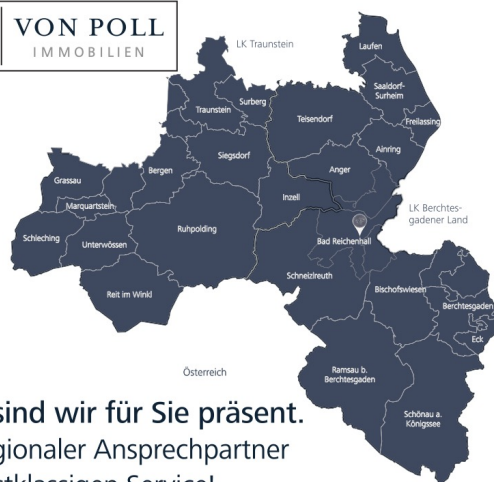 VON POLL
IMMOBILIEN
LK Traunstein
Laufen
Saaldorf-
Surheim
Surberg
Traunstein
Teisendorf
Freilassing
Ainring
Siegsdorf
Anger
Bergen
Grassau
Inzell
Marquartstein
LK Berchtes-
gadener Land
Ruhpolding
Schleching
Unterwössen
Bad Reichenhall
Schneizlreuth
Bischofswiesen
Reit im Winkl
Berchtesgaden
Eck
Österreich
Ramsau b.
Berchtesgaden
Schönau a.
Königssee
sind wir für Sie präsent.
gionaler Ansprechpartner
stklassigen Service!